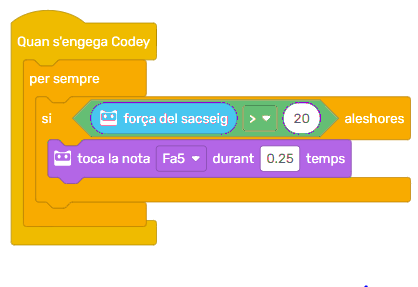 Quan s'engega Codey
per sempre
si força del sacseig > 20 aleshores
toca la nota Fa5 durant 0.25 temps